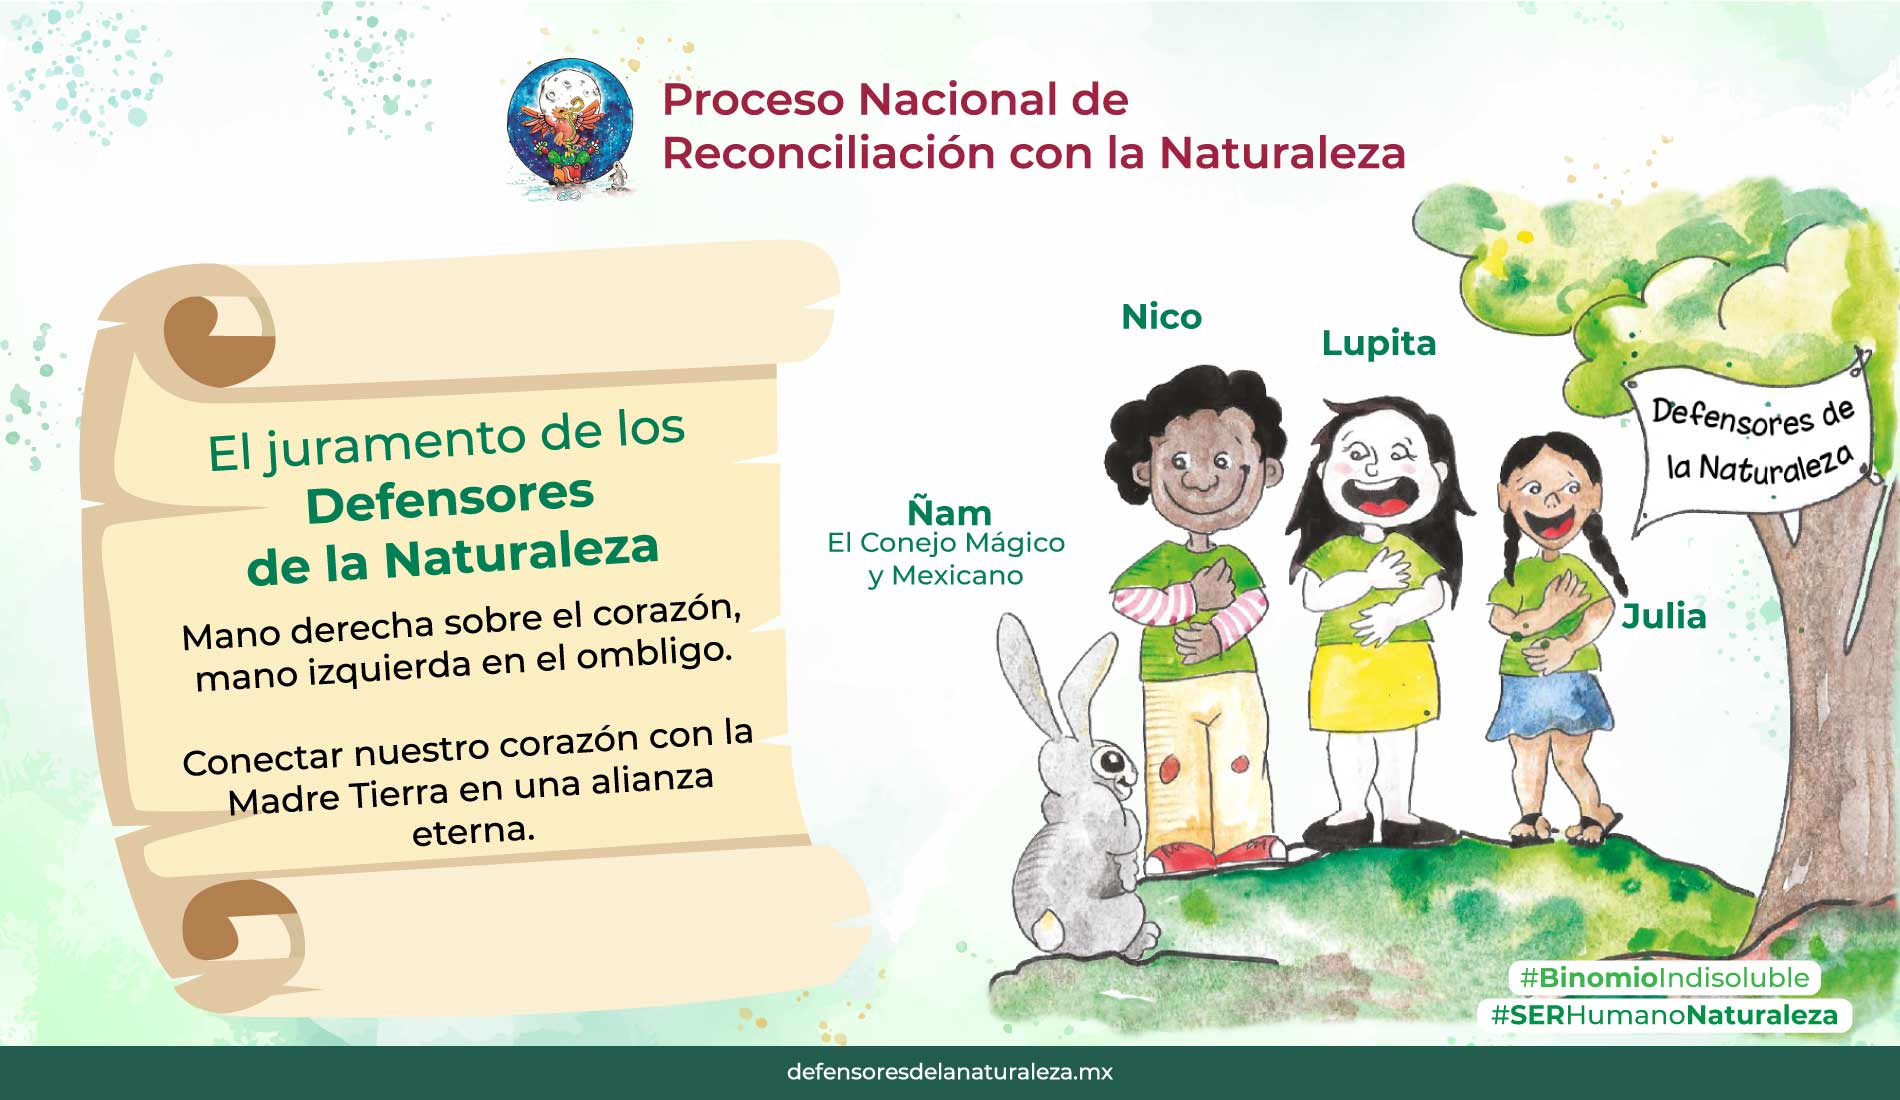 Proceso Nacional de
Reconciliación con la Naturaleza
El juramento de los
Defensores
de la Naturaleza
Mano derecha sobre el corazón,
mano izquierda en el ombligo.
Conectar nuestro corazón con la
Madre Tierra en una alianza
eterna.
Nico
Lupita
Ñam
El Conejo Mágico
y Mexicano
Julia
Defensores de
la Naturaleza
#BinomioIndisoluble
#SERHumanoNaturaleza
defensoresdelanaturaleza.mx